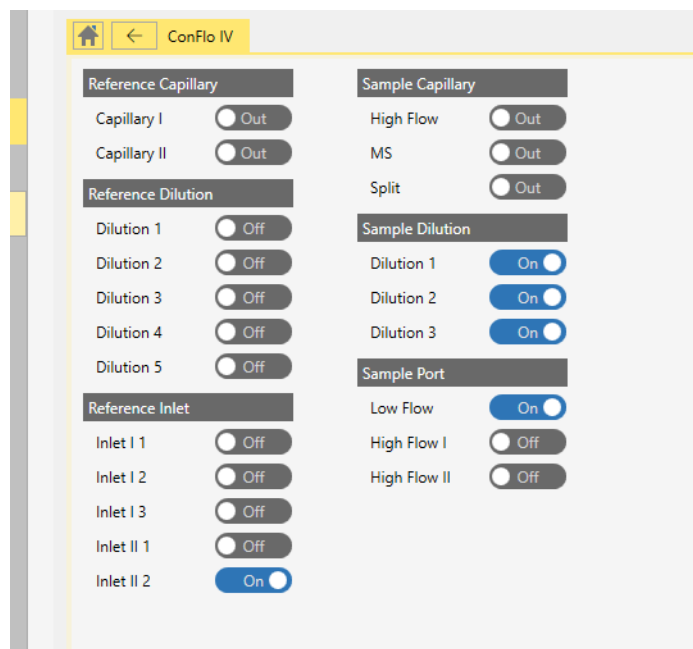 ConFlo IV
Reference Capillary
Capillary I Out
Capillary II Out
Reference Dilution
Dilution 1 Off
Dilution 2 Off
Dilution 3 Off
Dilution 4 Off
Dilution 5 Off
Reference Inlet
Inlet I 1 Off
Inlet I 2 Off
Inlet I 3 Off
Inlet II 1 Off
Inlet II 2 On
Sample Capillary
High Flow Out
MS Out
Split Out
Sample Dilution
Dilution 1 On
Dilution 2 On
Dilution 3 On
Sample Port
Low Flow On
High Flow I Off
High Flow II Off